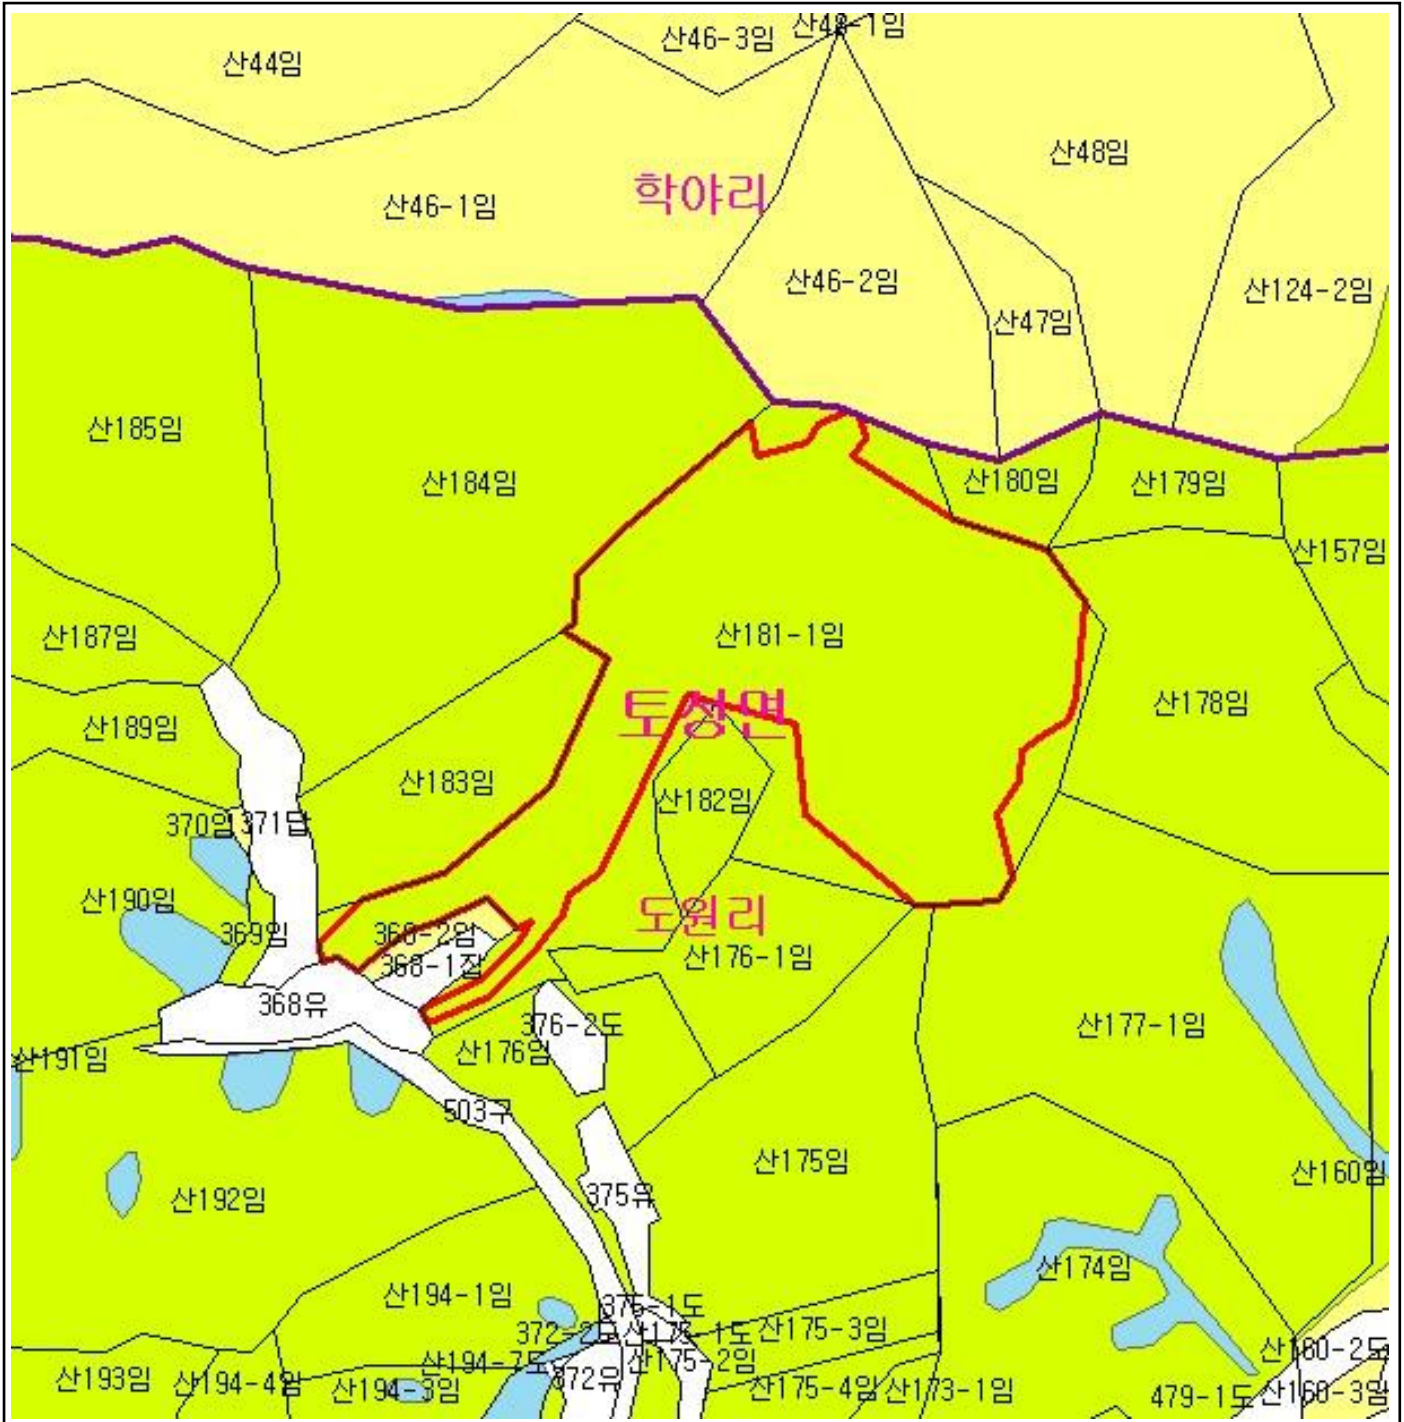 산46-3임
산48-1임
산44임
산48임
학야리
산46-1임
산46-2임
산124-2임
산47임
산185임
산184임
산180임
산179임
산157임
산187임
산181-1임
산178임
토성면
산189임
산183임
산182임
370임
371답
산190임
369임
368-2임
도원리
368-1잡
산176-1임
368유
376-2도
산177-1임
산191임
산176임
503구
산175임
산160임
산192임
375유
산174임
산194-1임
375-1도
372-2도
산175-1도
산175-3임
산160-2도
산194-7도
산175-2임
산193임
산194-4임
산194-3임
372유
산175-4임
산173-1임
479-1도
산160-3임